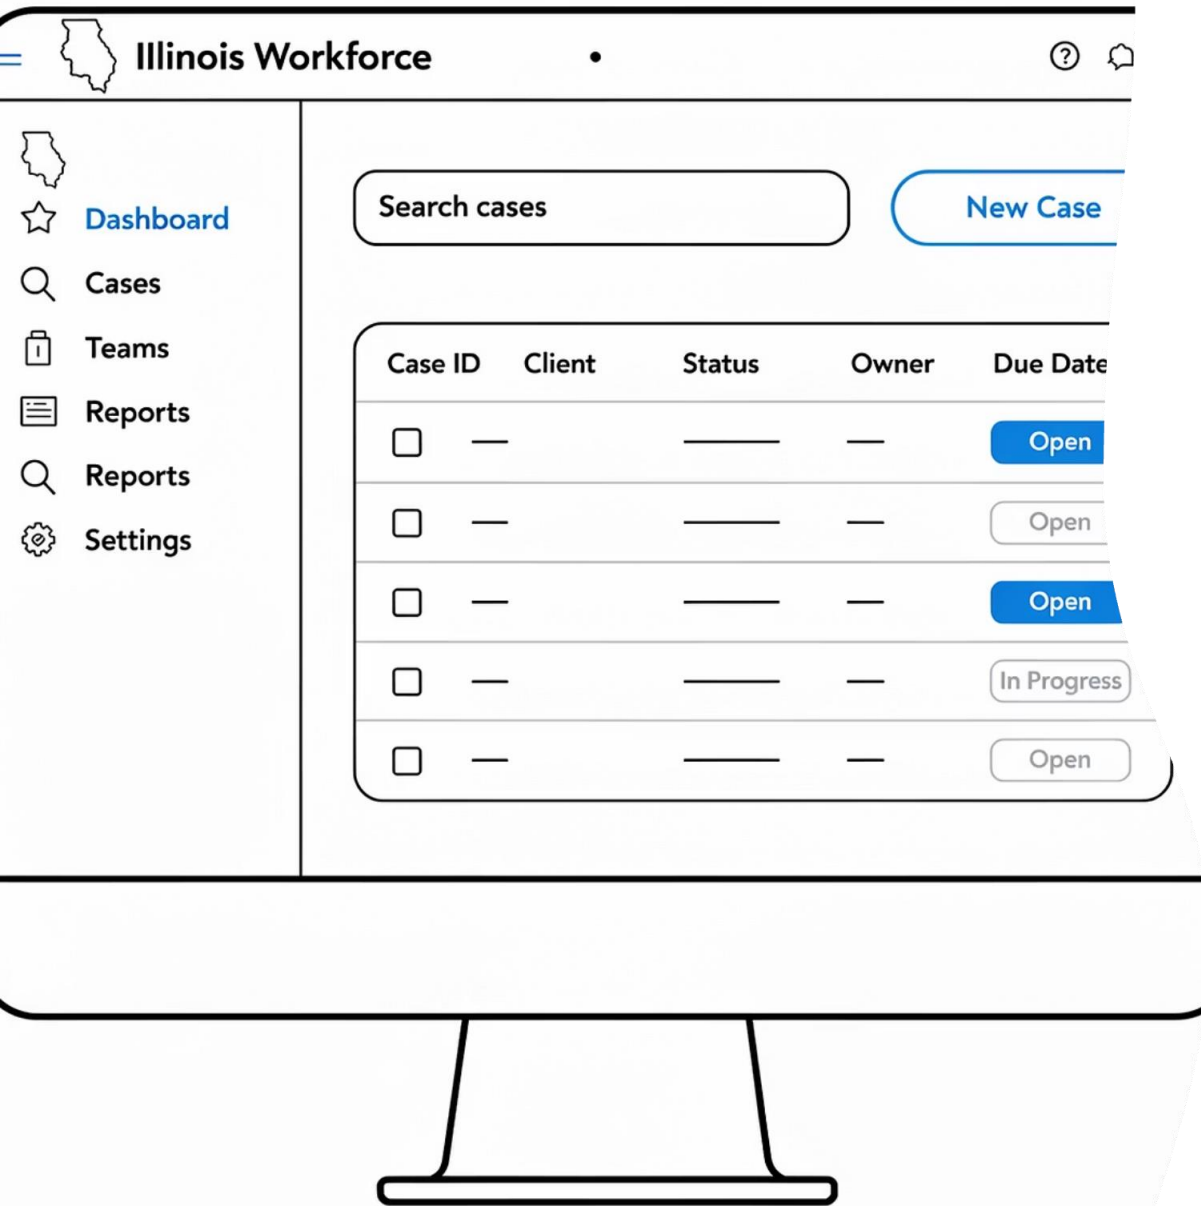 Illinois Workforce
Dashboard
Cases
Teams
Reports
Reports
Settings
Search cases
New Case
Case ID Client Status Owner Due Date
Open
Open
Open
In Progress
Open